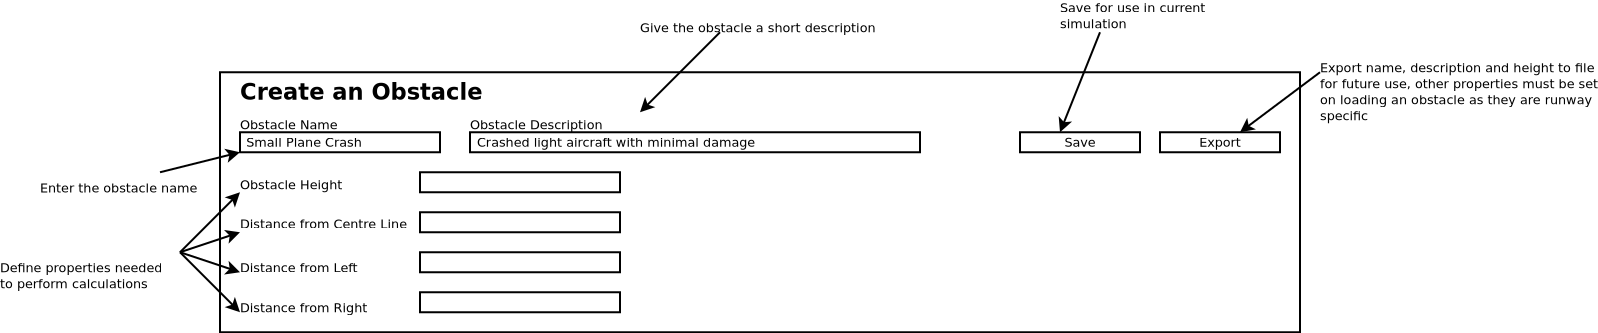 Save for use in current
simulation
Give the obstacle a short description
Export name, description and height to file
for future use, other properties must be set
on loading an obstacle as they are runway
specific
Create an Obstacle
Obstacle Name
Obstacle Description
Small Plane Crash
Crashed light aircraft with minimal damage
Save
Export
Enter the obstacle name
Obstacle Height
Distance from Centre Line
Define properties needed
to perform calculations
Distance from Left
Distance from Right